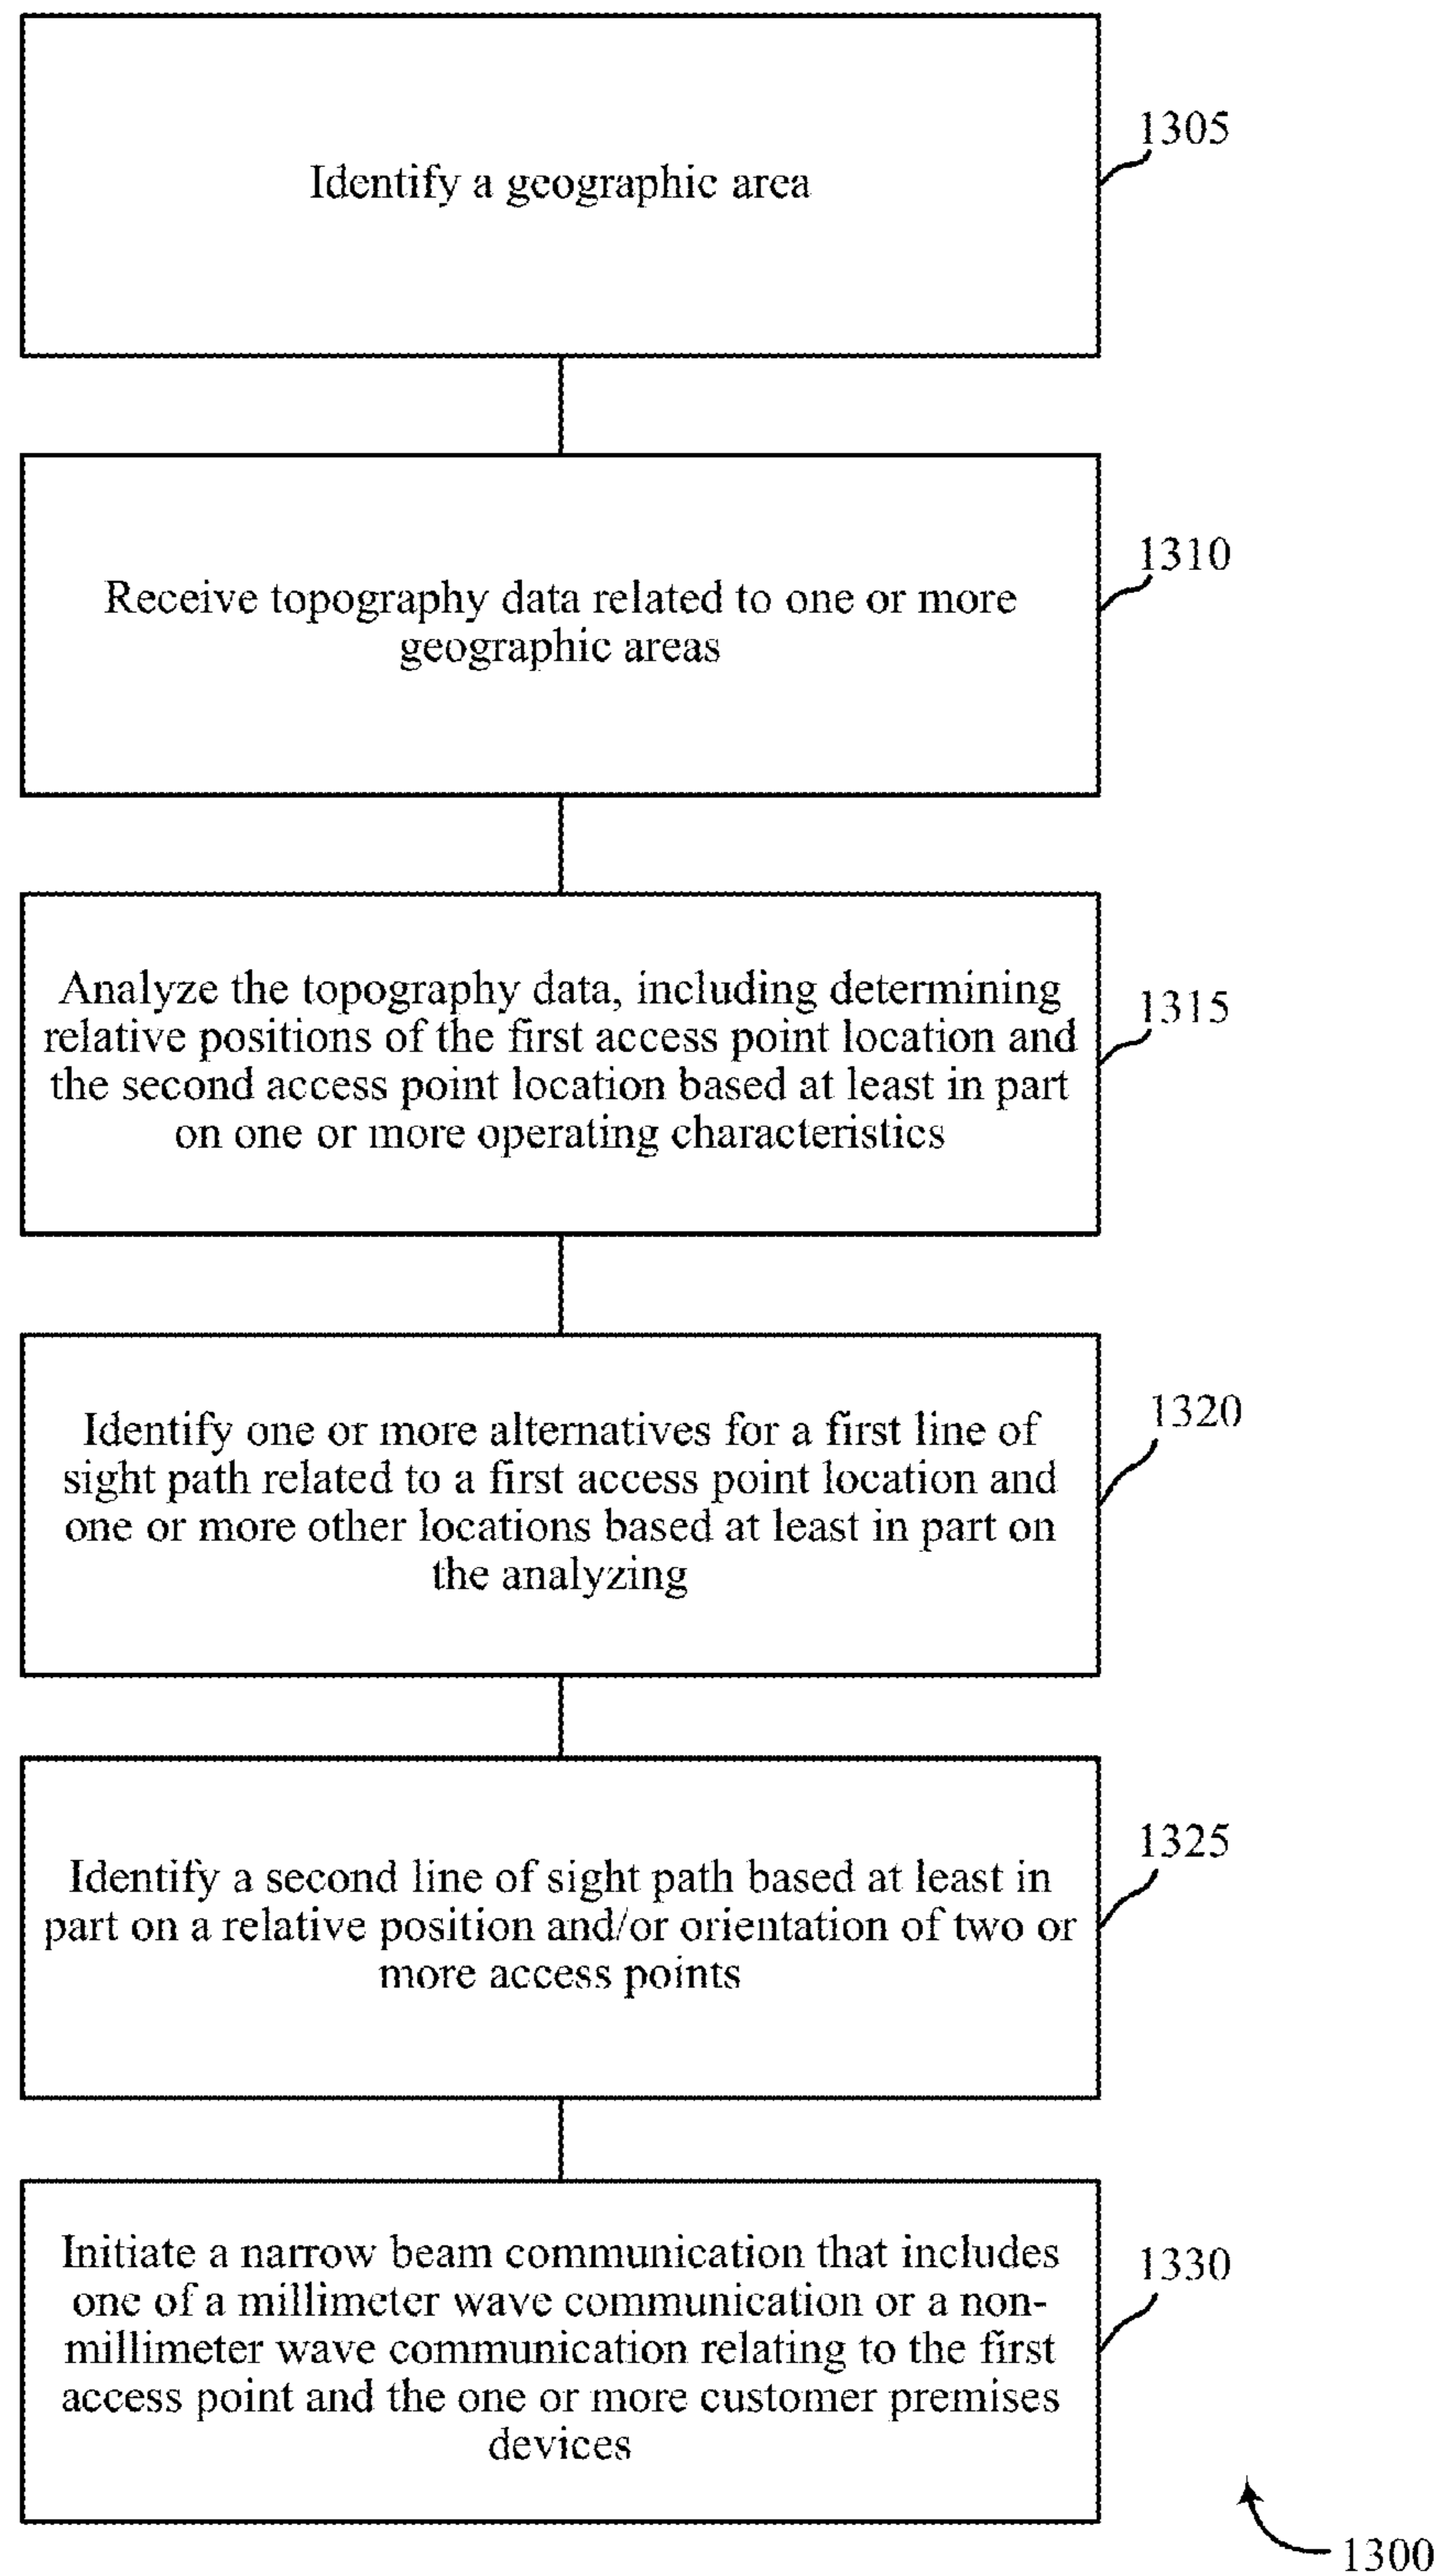 Identify a geographic area
1305
Receive topography data related to one or more
geographic areas
1310
Analyze the topography data, including determining
relative positions of the first access point location and
the second access point location based at least in part
on one or more operating characteristics
1315
Identify one or more alternatives for a first line of
sight path related to a first access point location and
one or more other locations based at least in part on
the analyzing
1320
Identify a second line of sight path based at least in
part on a relative position and/or orientation of two or
more access points
1325
Initiate a narrow beam communication that includes
one of a millimeter wave communication or a non-
millimeter wave communication relating to the first
access point and the one or more customer premises
devices
1330
1300